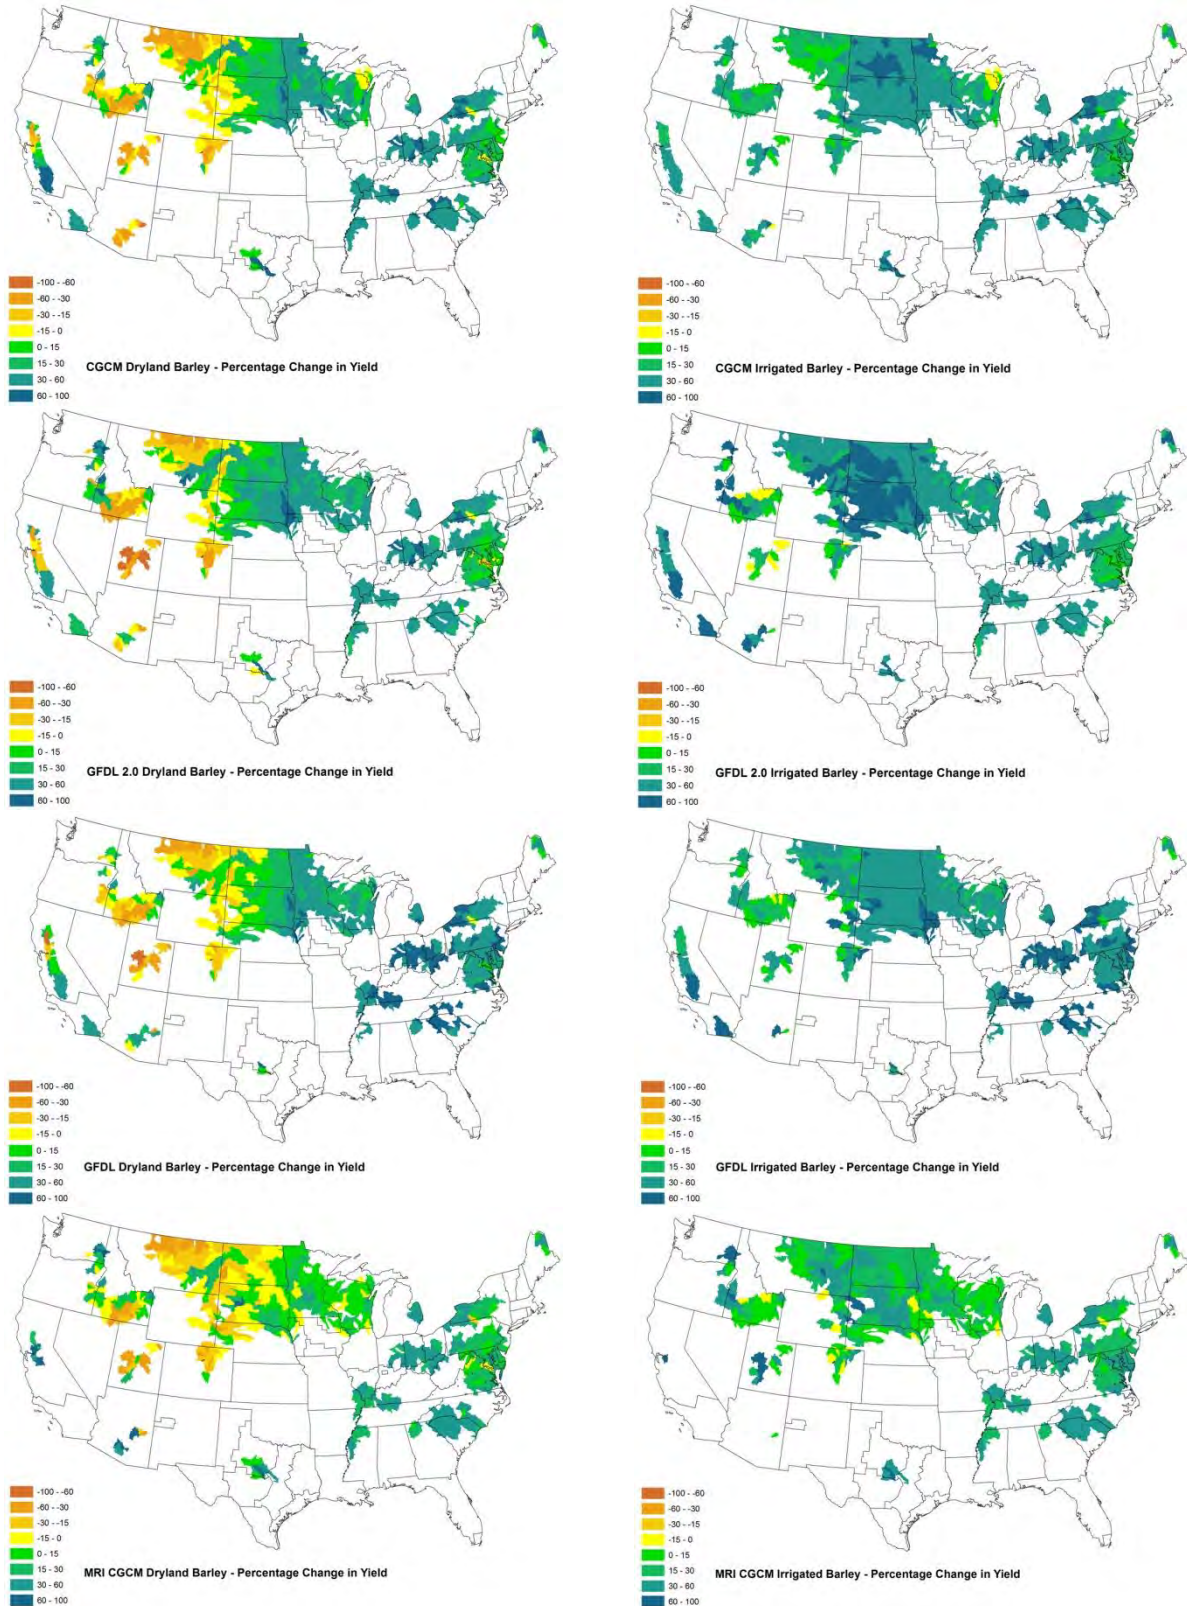 -100 - -60
-60 - -30
-30 - -15
-15 - 0
0 - 15
15 - 30
30 - 60
60 - 100
CGCM Dryland Barley - Percentage Change in Yield
-100 - -60
-60 - -30
-30 - -15
-15 - 0
0 - 15
15 - 30
30 - 60
60 - 100
CGCM Irrigated Barley - Percentage Change in Yield
-100 - -60
-60 - -30
-30 - -15
-15 - 0
0 - 15
15 - 30
30 - 60
60 - 100
GFDL 2.0 Dryland Barley - Percentage Change in Yield
-100 - -60
-60 - -30
-30 - -15
-15 - 0
0 - 15
15 - 30
30 - 60
60 - 100
GFDL 2.0 Irrigated Barley - Percentage Change in Yield
-100 - -60
-60 - -30
-30 - -15
-15 - 0
0 - 15
15 - 30
30 - 60
60 - 100
GFDL Dryland Barley - Percentage Change in Yield
-100 - -60
-60 - -30
-30 - -15
-15 - 0
0 - 15
15 - 30
30 - 60
60 - 100
GFDL Irrigated Barley - Percentage Change in Yield
-100 - -60
-60 - -30
-30 - -15
-15 - 0
0 - 15
15 - 30
30 - 60
60 - 100
MRI CGCM Dryland Barley - Percentage Change in Yield
-100 - -60
-60 - -30
-30 - -15
-15 - 0
0 - 15
15 - 30
30 - 60
60 - 100
MRI CGCM Irrigated Barley - Percentage Change in Yield